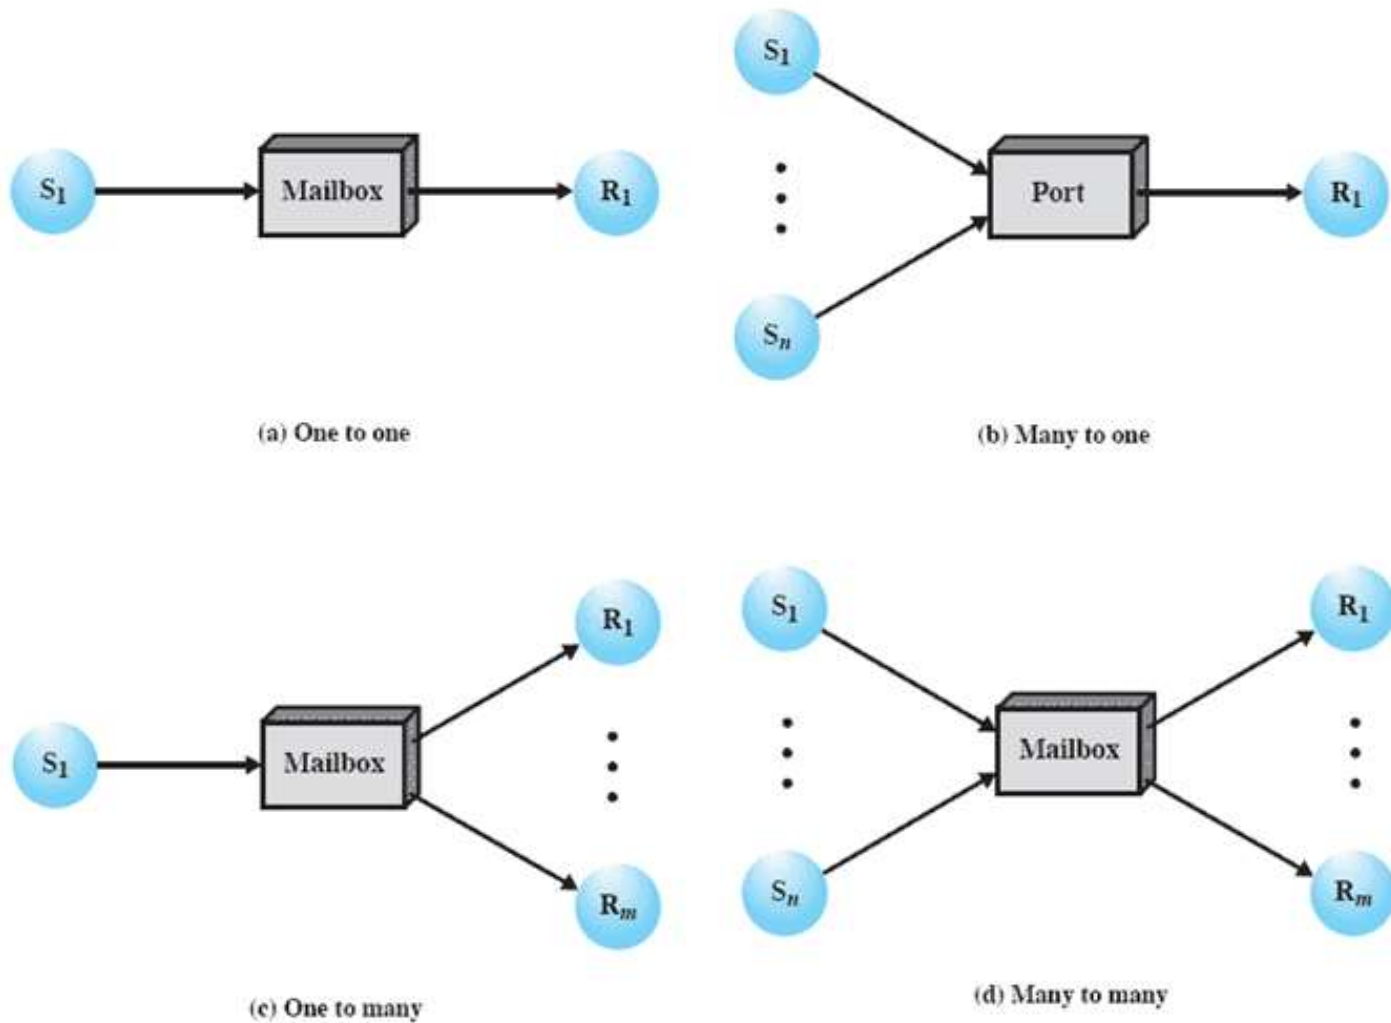 S1
Mailbox
R1
(a) One to one
S1
Sn
Port
R1
(b) Many to one
S1
Mailbox
R1
Rm
(c) One to many
S1
Sn
Mailbox
R1
Rm
(d) Many to many